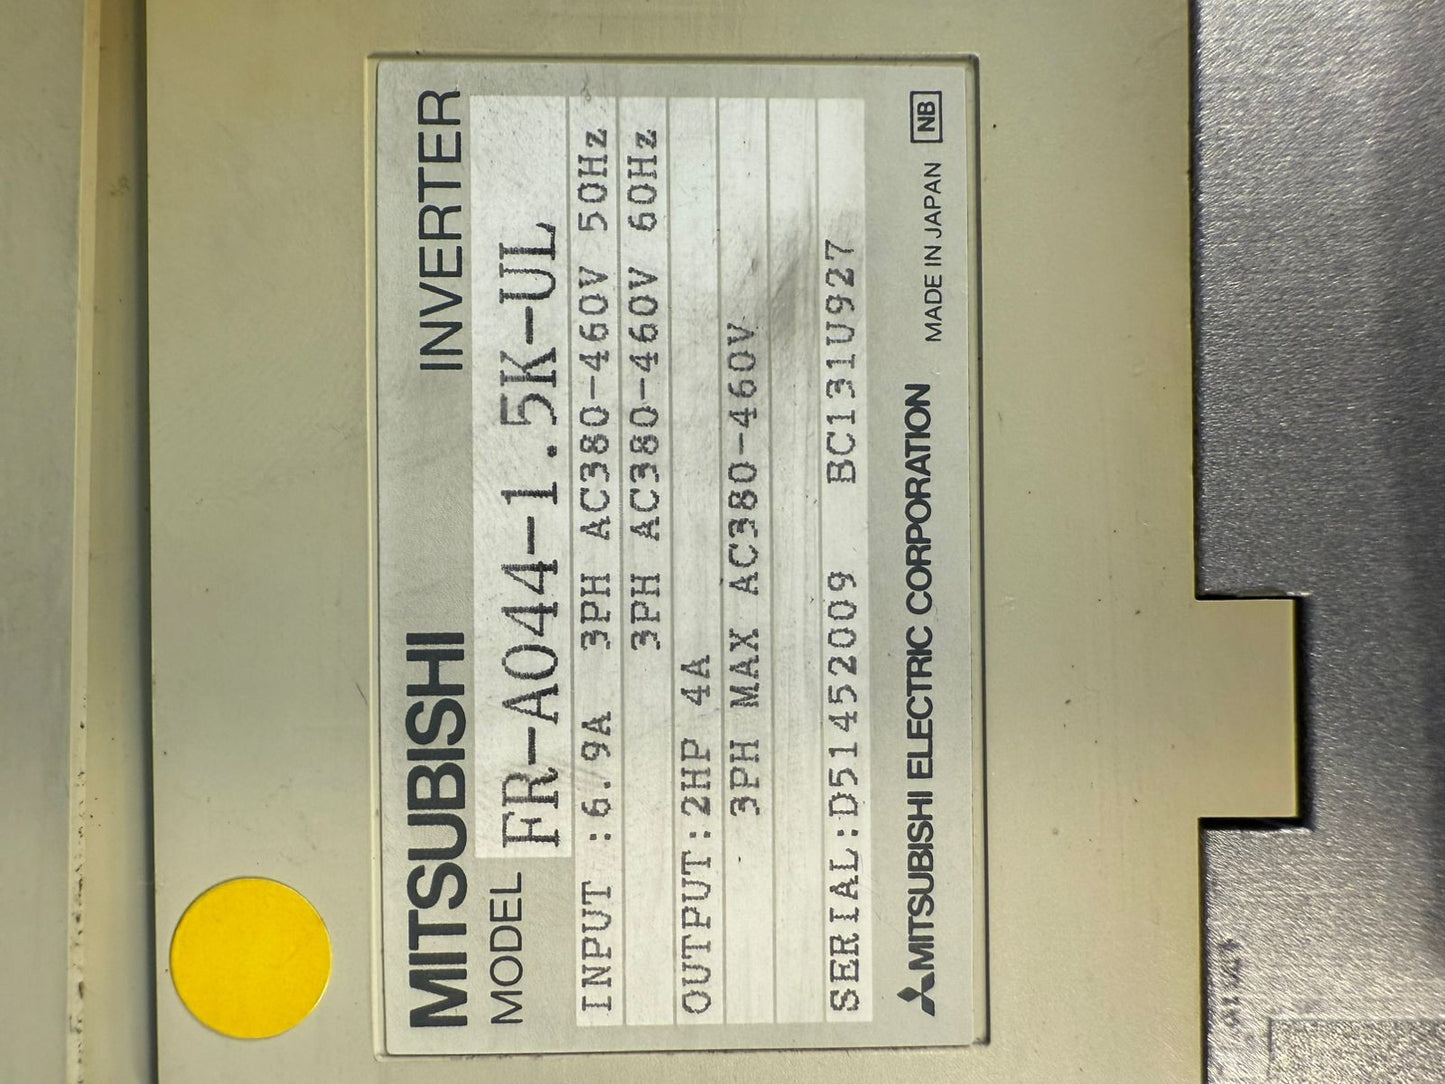 MITSUBISHI INVERTER
MODEL FR-A044-1.5K-UL
INPUT :6.9A 3PH AC380-460V 50Hz
3PH AC380-460V 60Hz
OUTPUT:2HP 4A
3PH MAX AC380-460V
SERIAL:D51452009 BC131U927
MITSUBISHI ELECTRIC CORPORATION MADE IN JAPAN NB